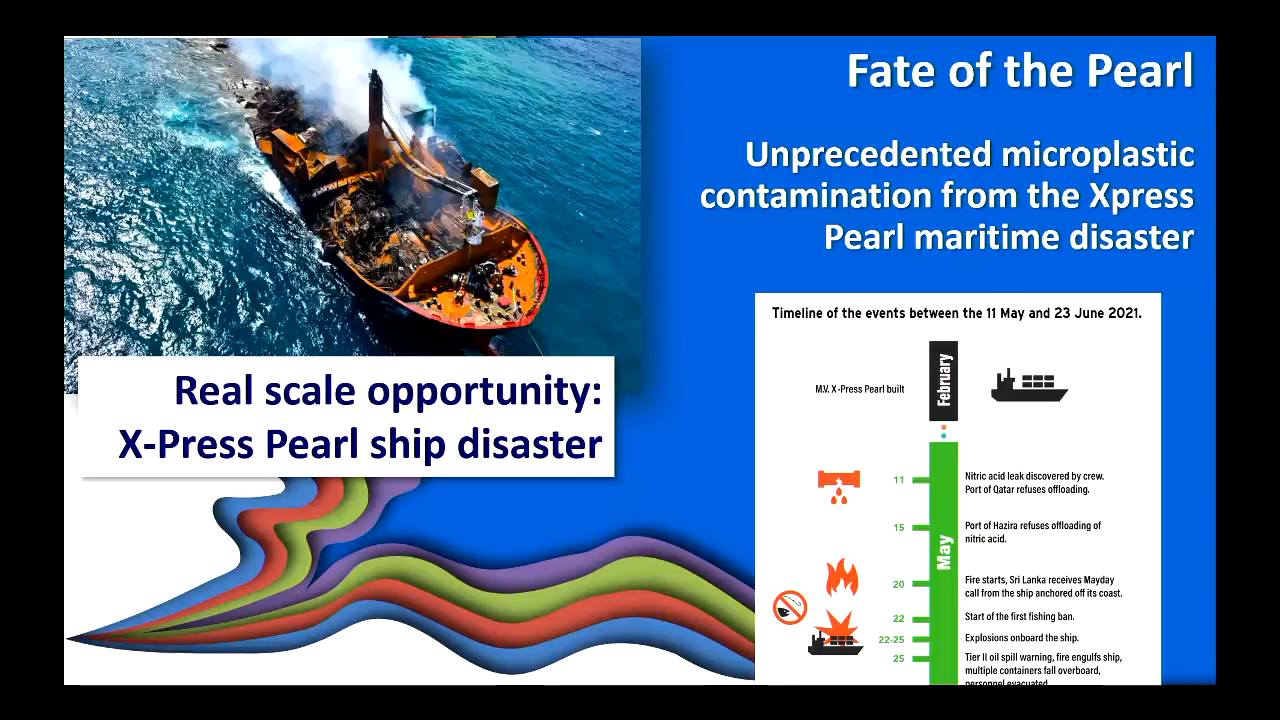 Fate of the Pearl
Unprecedented microplastic
contamination from the Xpress
Pearl maritime disaster
Real scale opportunity:
X-Press Pearl ship disaster
Timeline of the events between the 11 May and 23 June 2021.
M.V. X-Press Pearl built
February
May
11
Nitric acid leak discovered by crew.
Port of Qatar refuses offloading.
15
Port of Hazira refuses offloading of
nitric acid.
20
Fire starts, Sri Lanka receives Mayday
call from the ship anchored off its coast.
22
Start of the first fishing ban.
22-25
Explosions onboard the ship.
25
Tier II oil spill warning, fire engulfs ship,
multiple containers fall overboard,
personnel evacuated